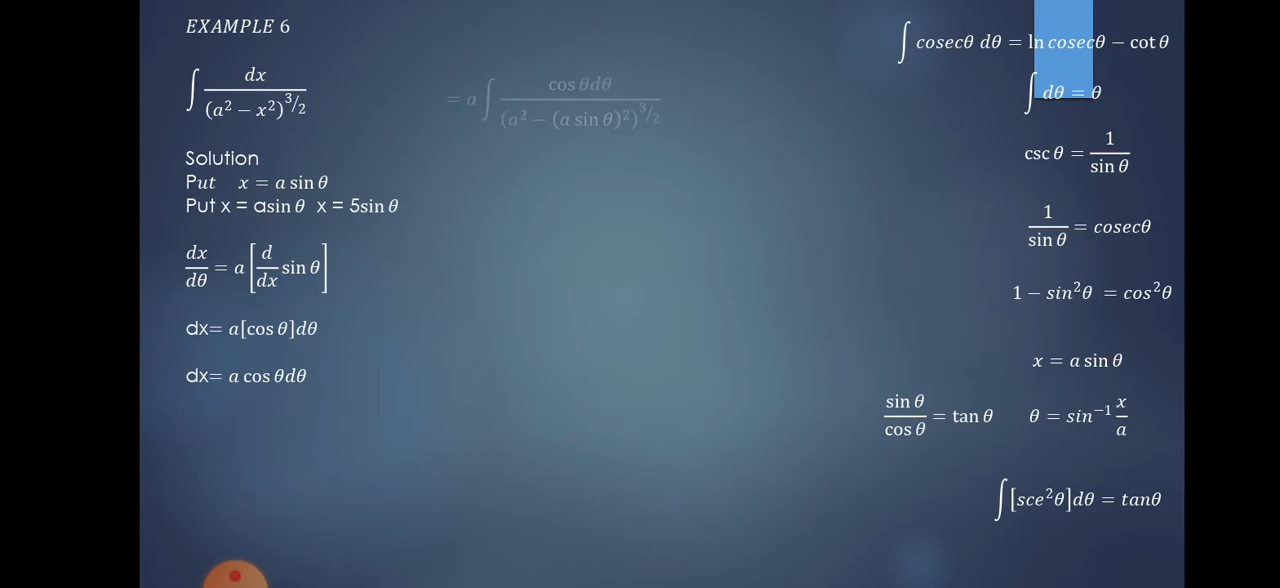 EXAMPLE 6
∫ dx / (a² − x²)^3/2
Solution
Put x = a sin θ
Put x = asin θ x = 5sin θ
dx/dθ = a [d/dx sin θ]
dx= a[cos θ]dθ
dx= a cos θdθ
= a ∫ cos θdθ / (a² − (a sin θ)²)^3/2
∫ cosecθ dθ = ln cosecθ − cot θ
∫ dθ = θ
csc θ = 1 / sin θ
1 / sin θ = cosecθ
1 − sin²θ = cos²θ
x = a sin θ
sin θ / cos θ = tan θ θ = sin⁻¹ x/a
∫ [sce²θ]dθ = tanθ